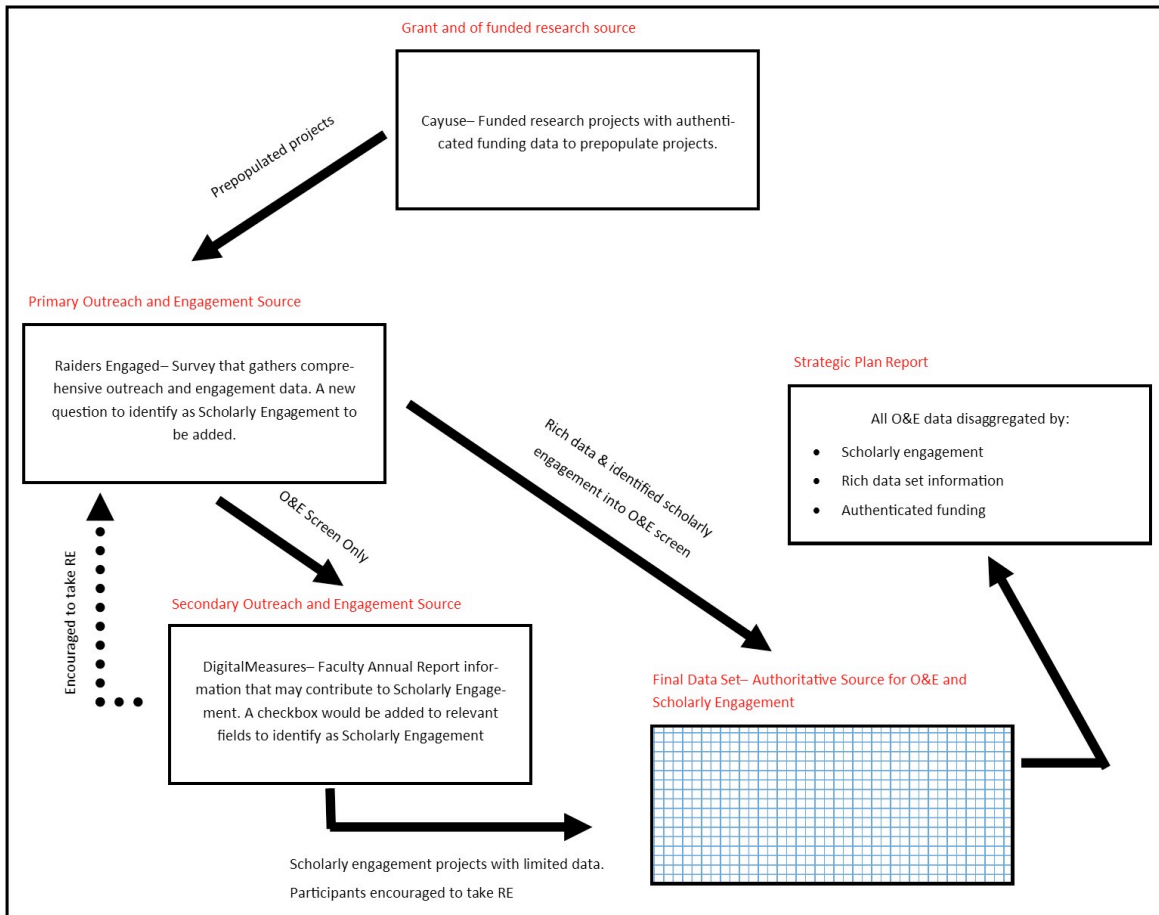 Grant and of funded research source
Cayuse– Funded research projects with authenti-
cated funding data to prepopulate projects.
Prepopulated projects
Primary Outreach and Engagement Source
Raiders Engaged– Survey that gathers compre-
hensive outreach and engagement data. A new
question to identify as Scholarly Engagement to
be added.
Strategic Plan Report
All O&E data disaggregated by:
• Scholarly engagement
• Rich data set information
• Authenticated funding
Rich data & identified scholarly
engagement into O&E screen
O&E Screen Only
Encouraged to take RE
Secondary Outreach and Engagement Source
DigitalMeasures– Faculty Annual Report infor-
mation that may contribute to Scholarly Engage-
ment. A checkbox would be added to relevant
fields to identify as Scholarly Engagement
Final Data Set– Authoritative Source for O&E and
Scholarly Engagement
Scholarly engagement projects with limited data.
Participants encouraged to take RE